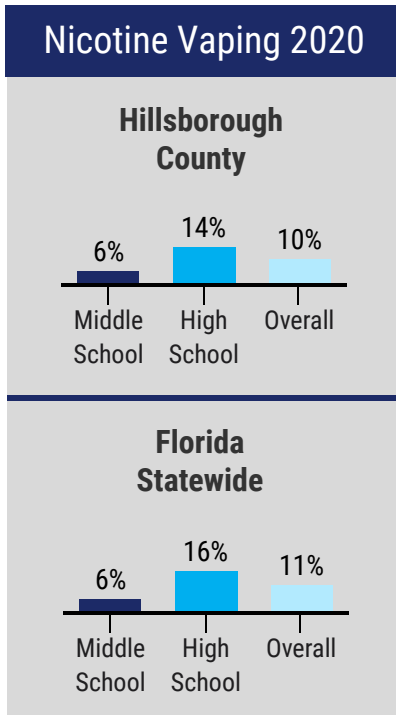 Nicotine Vaping 2020
Hillsborough
County
6%
14%
10%
Middle
School
High
School
Overall
Florida
Statewide
6%
16%
11%
Middle
School
High
School
Overall